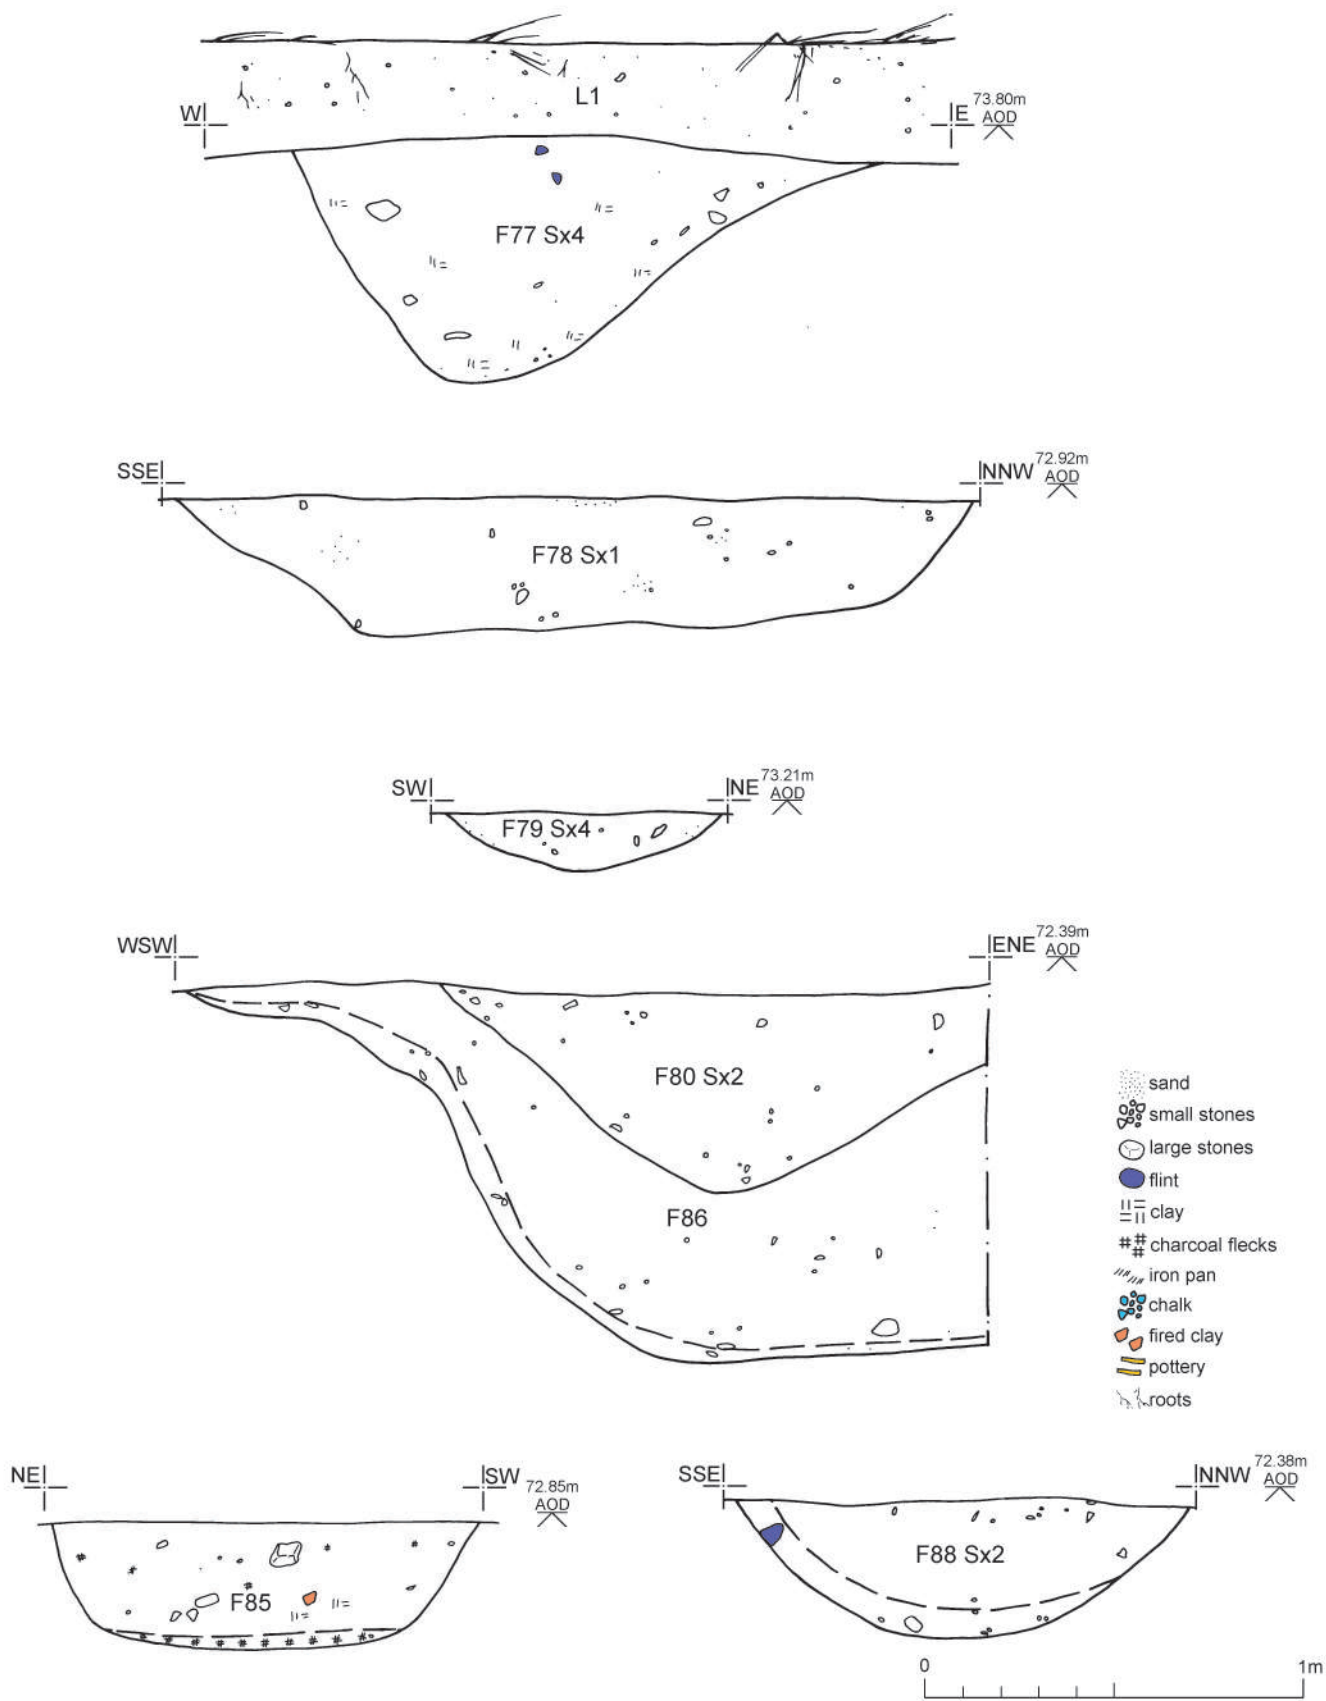 L1
W
E
73.80m
AOD
F77 Sx4
SSE
NNW
72.92m
AOD
F78 Sx1
SW
NE
73.21m
AOD
F79 Sx4
WSW
ENE
72.39m
AOD
F80 Sx2
F86
sand
small stones
large stones
flint
clay
charcoal flecks
iron pan
chalk
fired clay
pottery
roots
NE
SW
72.85m
AOD
F85
SSE
NNW
72.38m
AOD
F88 Sx2
0
1m